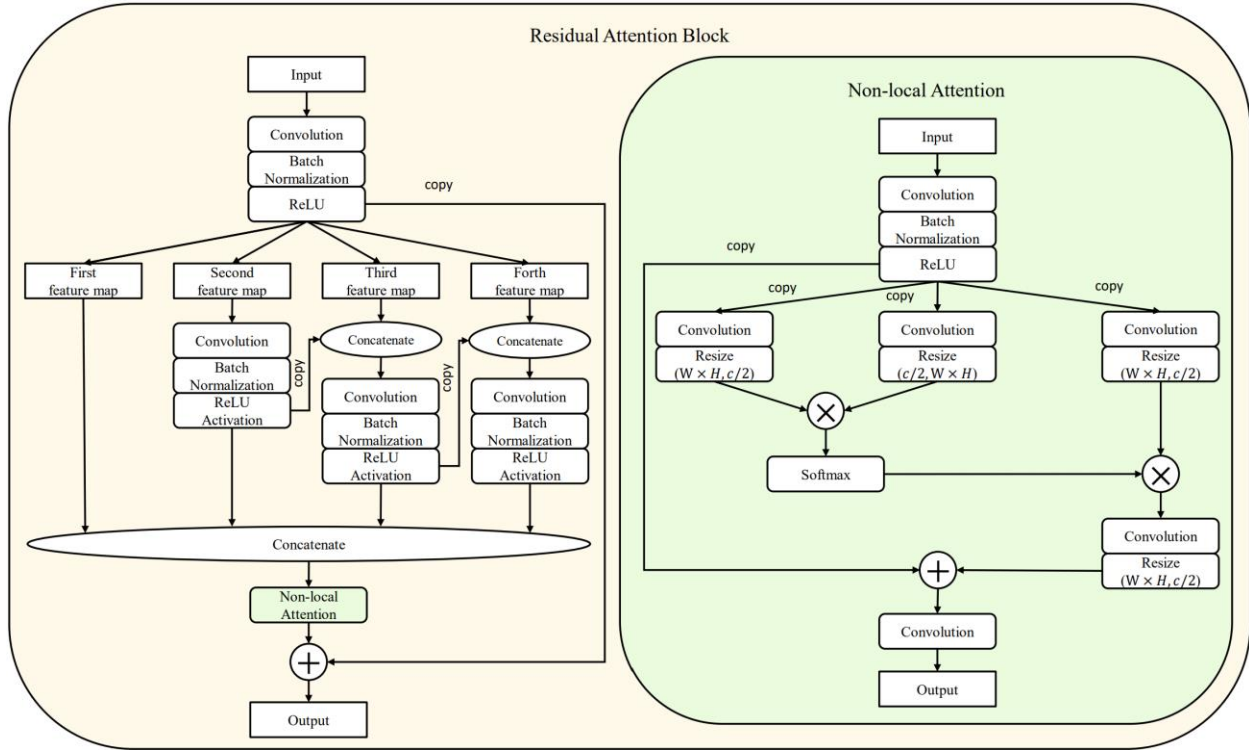 Residual Attention Block
Input
Convolution
Batch
Normalization
ReLU
copy
First
feature map
Second
feature map
Third
feature map
Forth
feature map
Convolution
Batch
Normalization
ReLU
Activation
copy
Concatenate
Convolution
Batch
Normalization
ReLU
Activation
copy
Concatenate
Convolution
Batch
Normalization
ReLU
Activation
Concatenate
Non-local
Attention
+
Output
Non-local Attention
Input
Convolution
Batch
Normalization
ReLU
copy
copy
copy
copy
Convolution
Resize
(W × H, c/2)
Convolution
Resize
(c/2, W × H)
Convolution
Resize
(W × H, c/2)
×
Softmax
×
Convolution
Resize
(W × H, c/2)
+
Convolution
Output